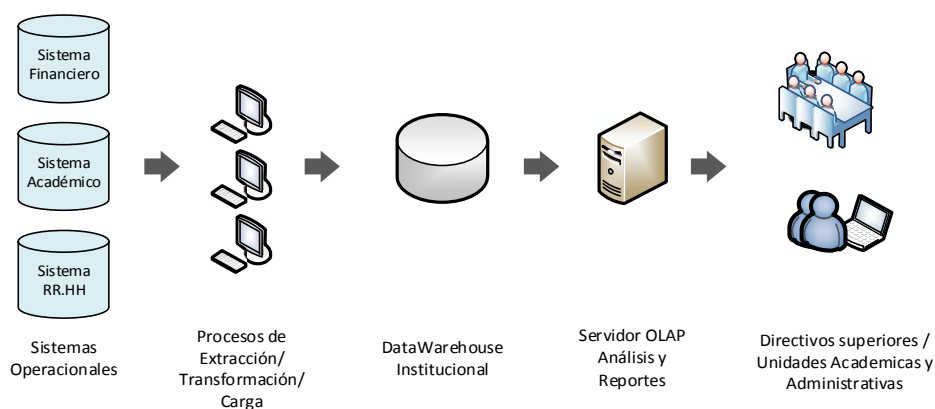 Sistema
Financiero
Sistema
Académico
Sistema
RR.HH
Sistemas
Operacionales
Procesos de
Extracción/
Transformación/
Carga
DataWarehouse
Institucional
Servidor OLAP
Análisis y
Reportes
Directivos superiores /
Unidades Academicas y
Administrativas